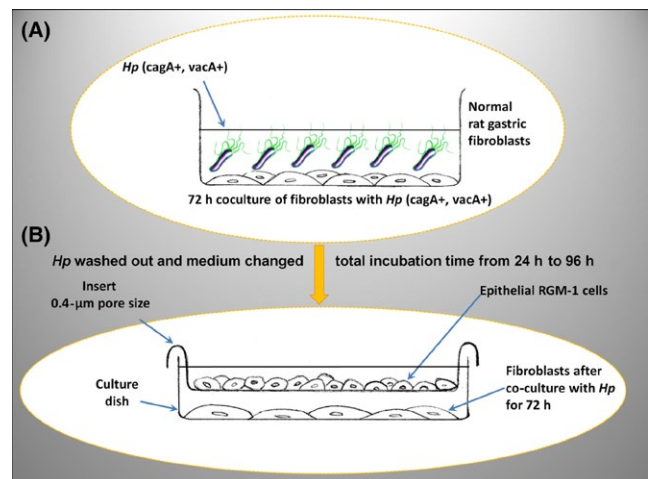 (A)
Hp (cagA+, vacA+)
Normal
rat gastric
fibroblasts
72 h coculture of fibroblasts with Hp (cagA+, vacA+)
(B)
Hp washed out and medium changed
total incubation time from 24 h to 96 h
Insert
0.4-µm pore size
Epithelial RGM-1 cells
Culture
dish
Fibroblasts after
co-culture with Hp
for 72 h